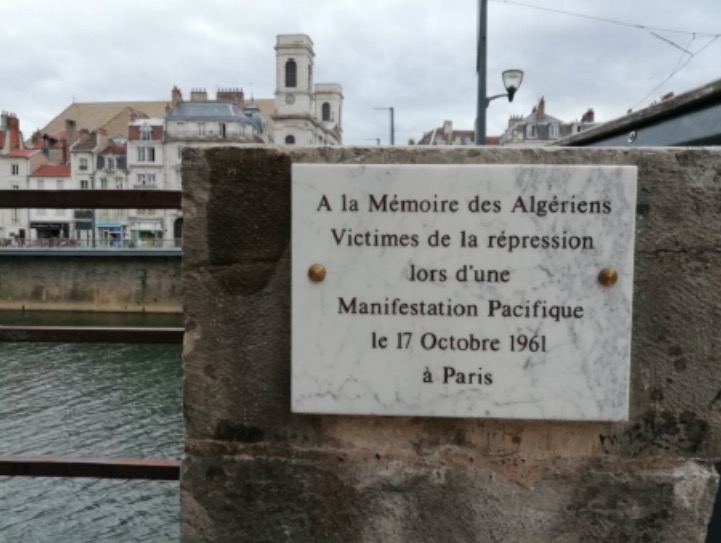 A la Mémoire des Algériens
Victimes de la répression
lors d'une
Manifestation Pacifique
le 17 Octobre 1961
à Paris